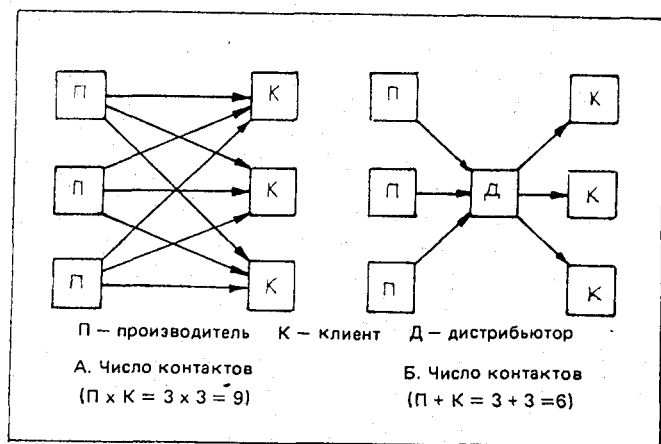 П К П К
П К П Д К
П К П К
П — производитель К — клиент Д — дистрибьютор
А. Число контактов Б. Число контактов
(П х К = 3 х 3 = 9) (П + К = 3 + 3 = 6)